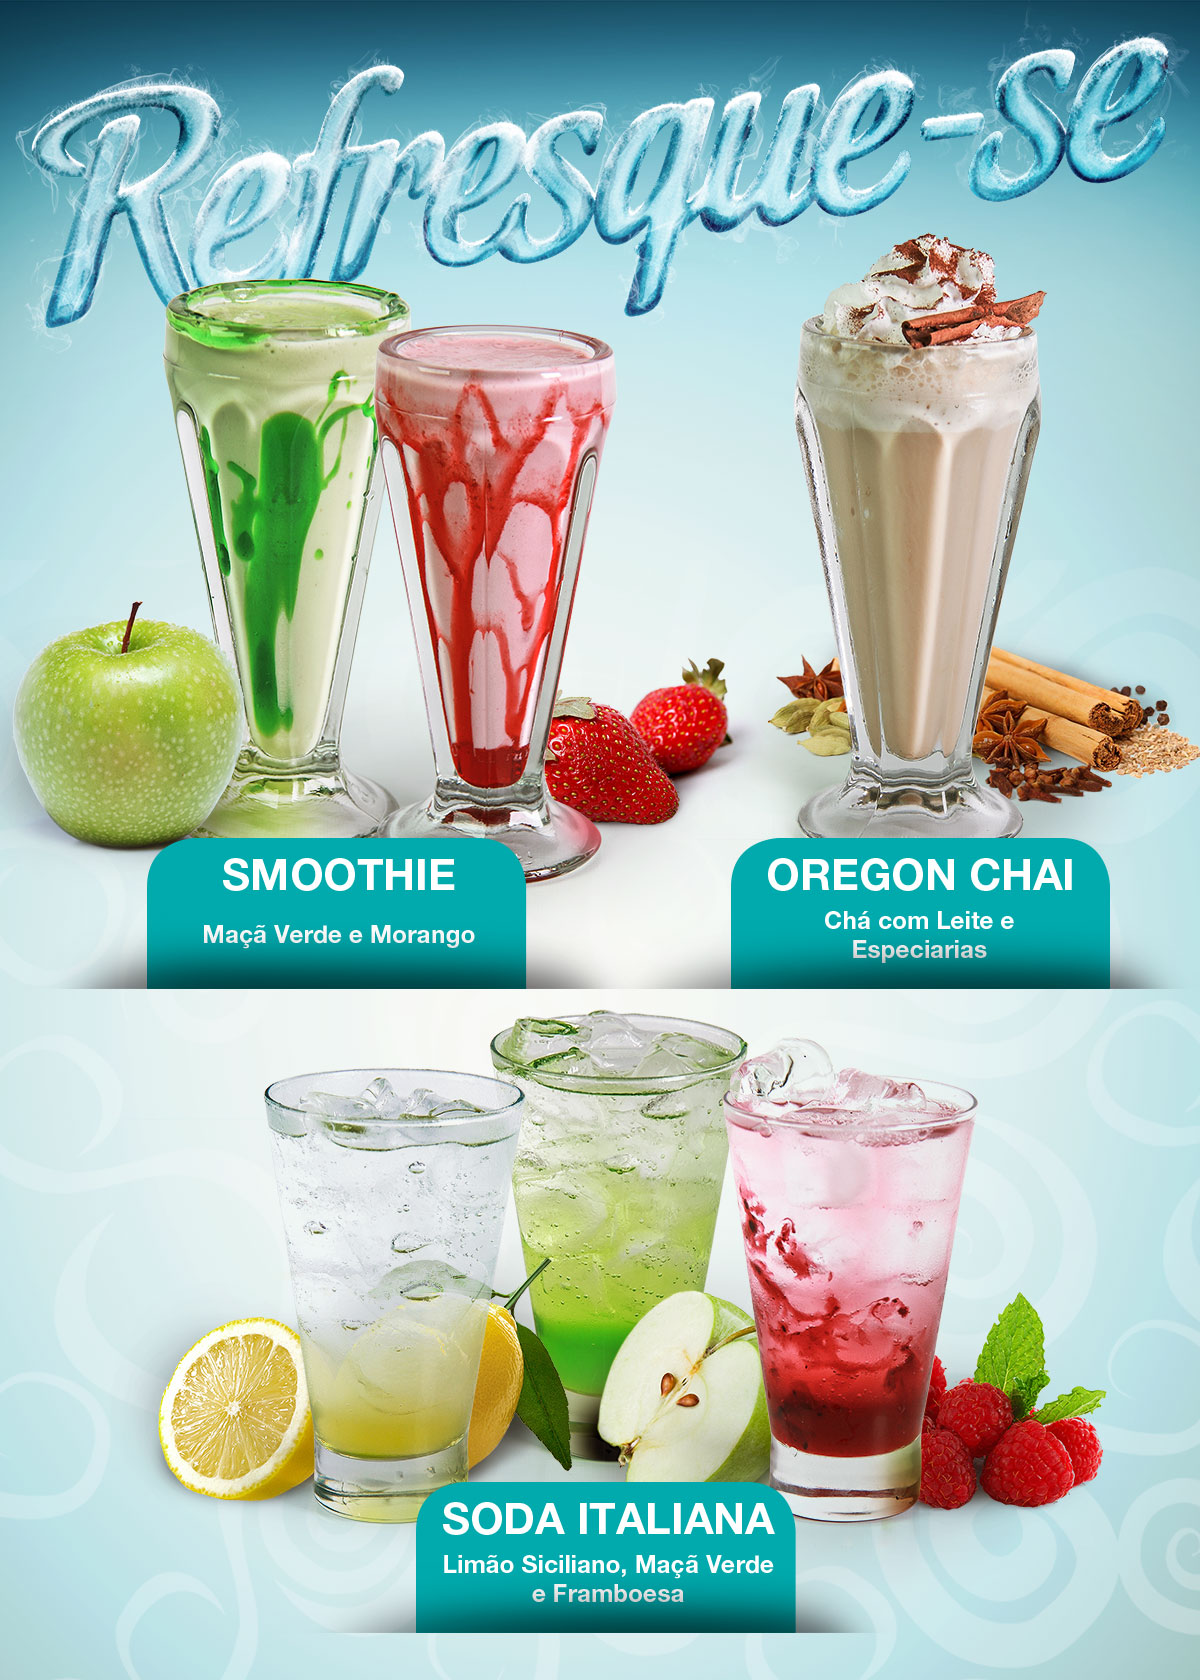 Refresque-se
SMOOTHIE
Maçã Verde e Morango
OREGON CHAI
Chá com Leite e
Especiarias
SODA ITALIANA
Limão Siciliano, Maçã Verde
e Framboesa